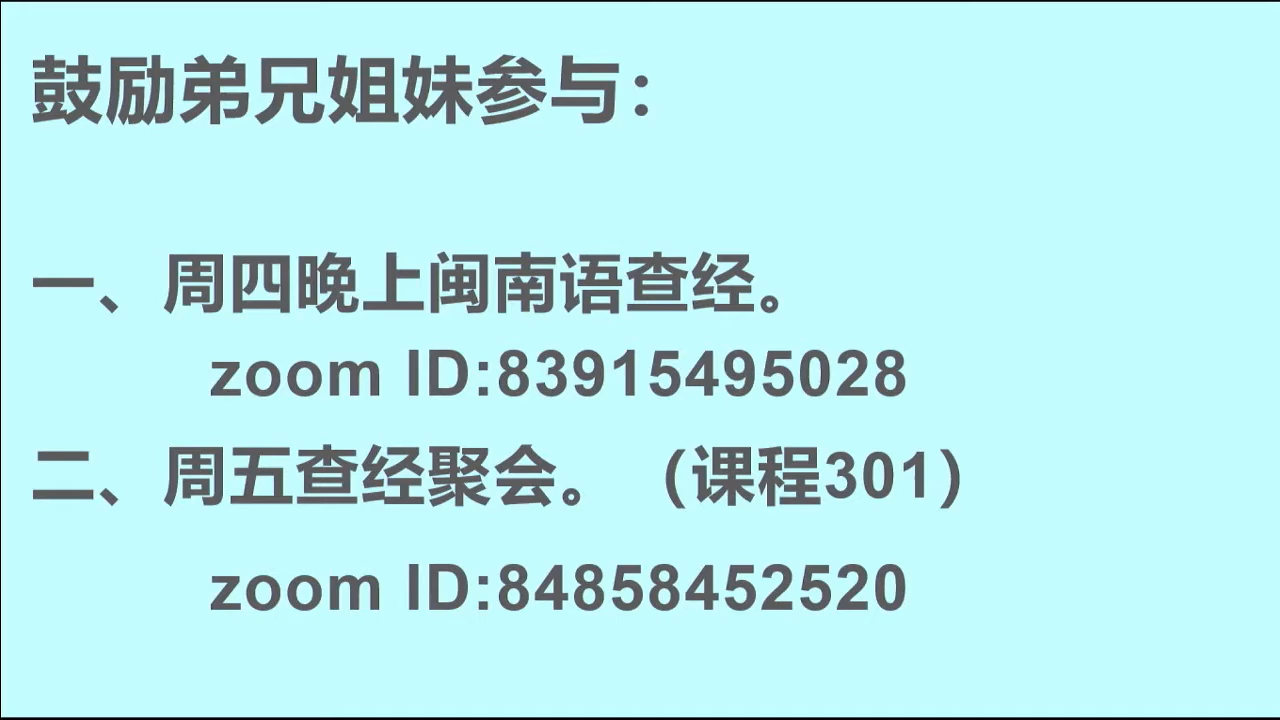 鼓励弟兄姐妹参与：
一、周四晚上闽南语查经。
zoom ID:83915495028
二、周五查经聚会。（课程301）
zoom ID:84858452520